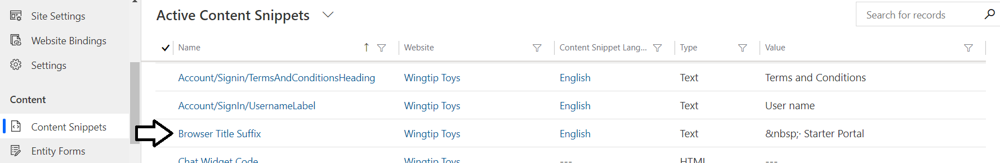 Site Settings
Website Bindings
Settings
Content
Content Snippets
Entity Forms
Active Content Snippets
Search for records
Name Website Content Snippet Lang... Type Value
Account/Signin/TermsAndConditionsHeading Wingtip Toys English Text Terms and Conditions
Account/SignIn/UsernameLabel Wingtip Toys English Text User name
Browser Title Suffix Wingtip Toys English Text &nbsp;· Starter Portal
Chat Widget Code Wingtip Toys --- HTML ---